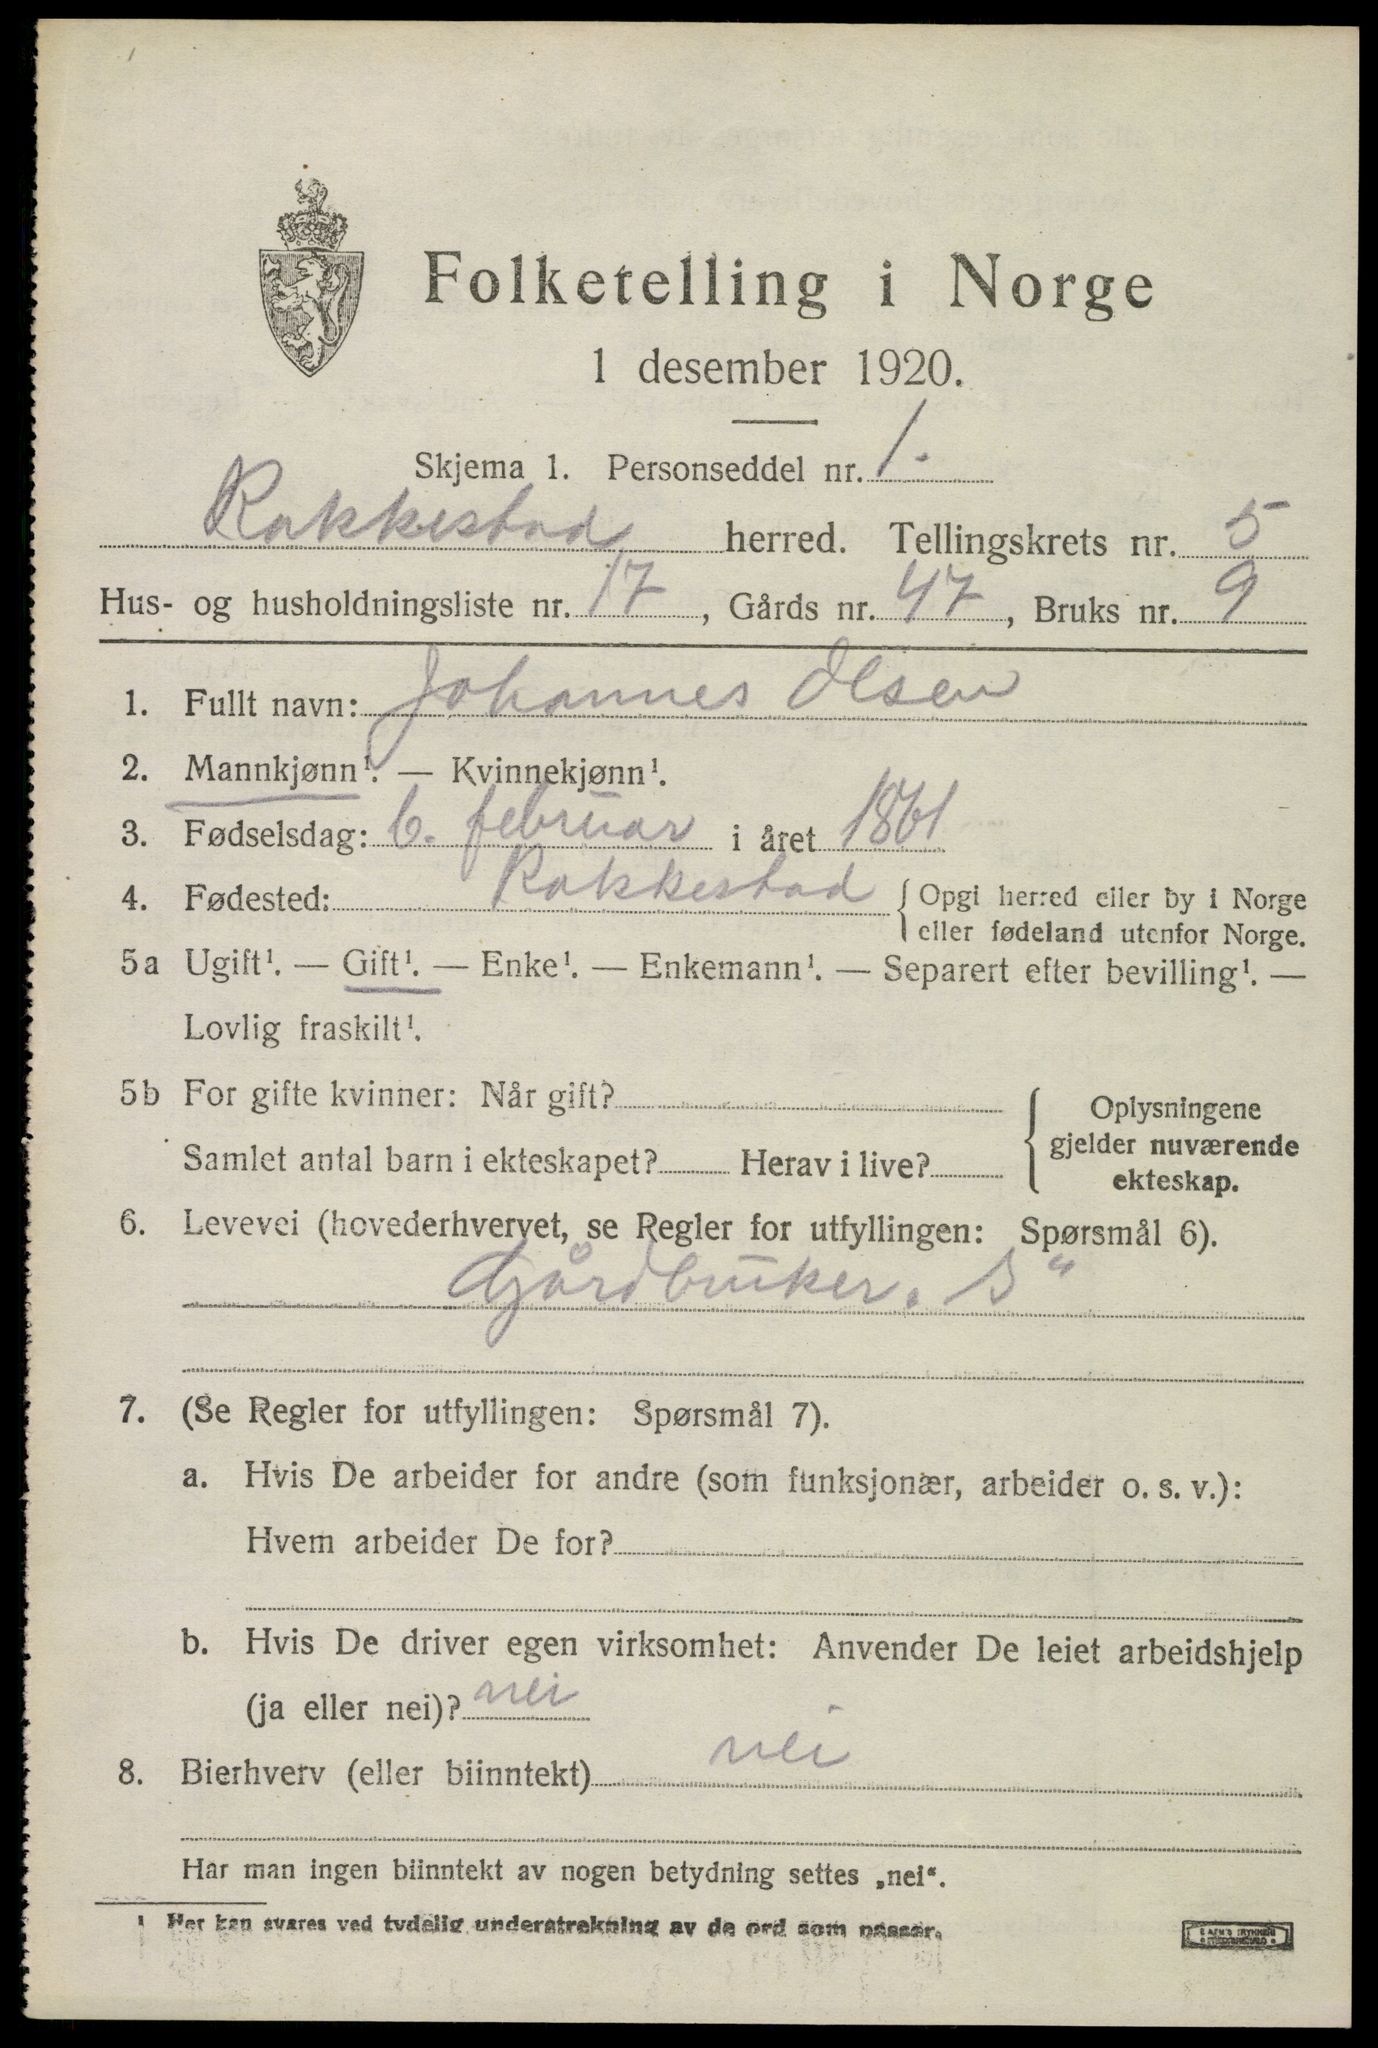 Folketelling i Norge
1 desember 1920.
Skjema 1. Personseddel nr. 1.
Rakkestad herred. Tellingskrets nr. 5
Hus- og husholdningsliste nr. 17, Gårds nr. 47, Bruks nr. 9
1. Fullt navn: Johannes Olsen
2. Mannkjønn¹. — Kvinnekjønn¹.
3. Fødselsdag: 6. februar i året 1861
4. Fødested: Rakkestad { Opgi herred eller by i Norge
eller fødeland utenfor Norge.
5a Ugift¹. — Gift¹. — Enke¹. — Enkemann¹. — Separert efter bevilling¹. —
Lovlig fraskilt¹.
5b For gifte kvinner: Når gift?
Samlet antal barn i ekteskapet? Herav i live?
Oplysningene
gjelder nuværende
ekteskap.
6. Levevei (hovederhvervet, se Regler for utfyllingen: Spørsmål 6).
Gjårdbruker. S"
7. (Se Regler for utfyllingen: Spørsmål 7).
a. Hvis De arbeider for andre (som funksjonær, arbeider o. s. v.):
Hvem arbeider De for?
b. Hvis De driver egen virksomhet: Anvender De leiet arbeidshjelp
(ja eller nei)? nei
8. Bierhverv (eller biinntekt) nei
Har man ingen biinntekt av nogen betydning settes „nei“.
¹ Her kan svares ved tydelig understrekning av de ord som passer.